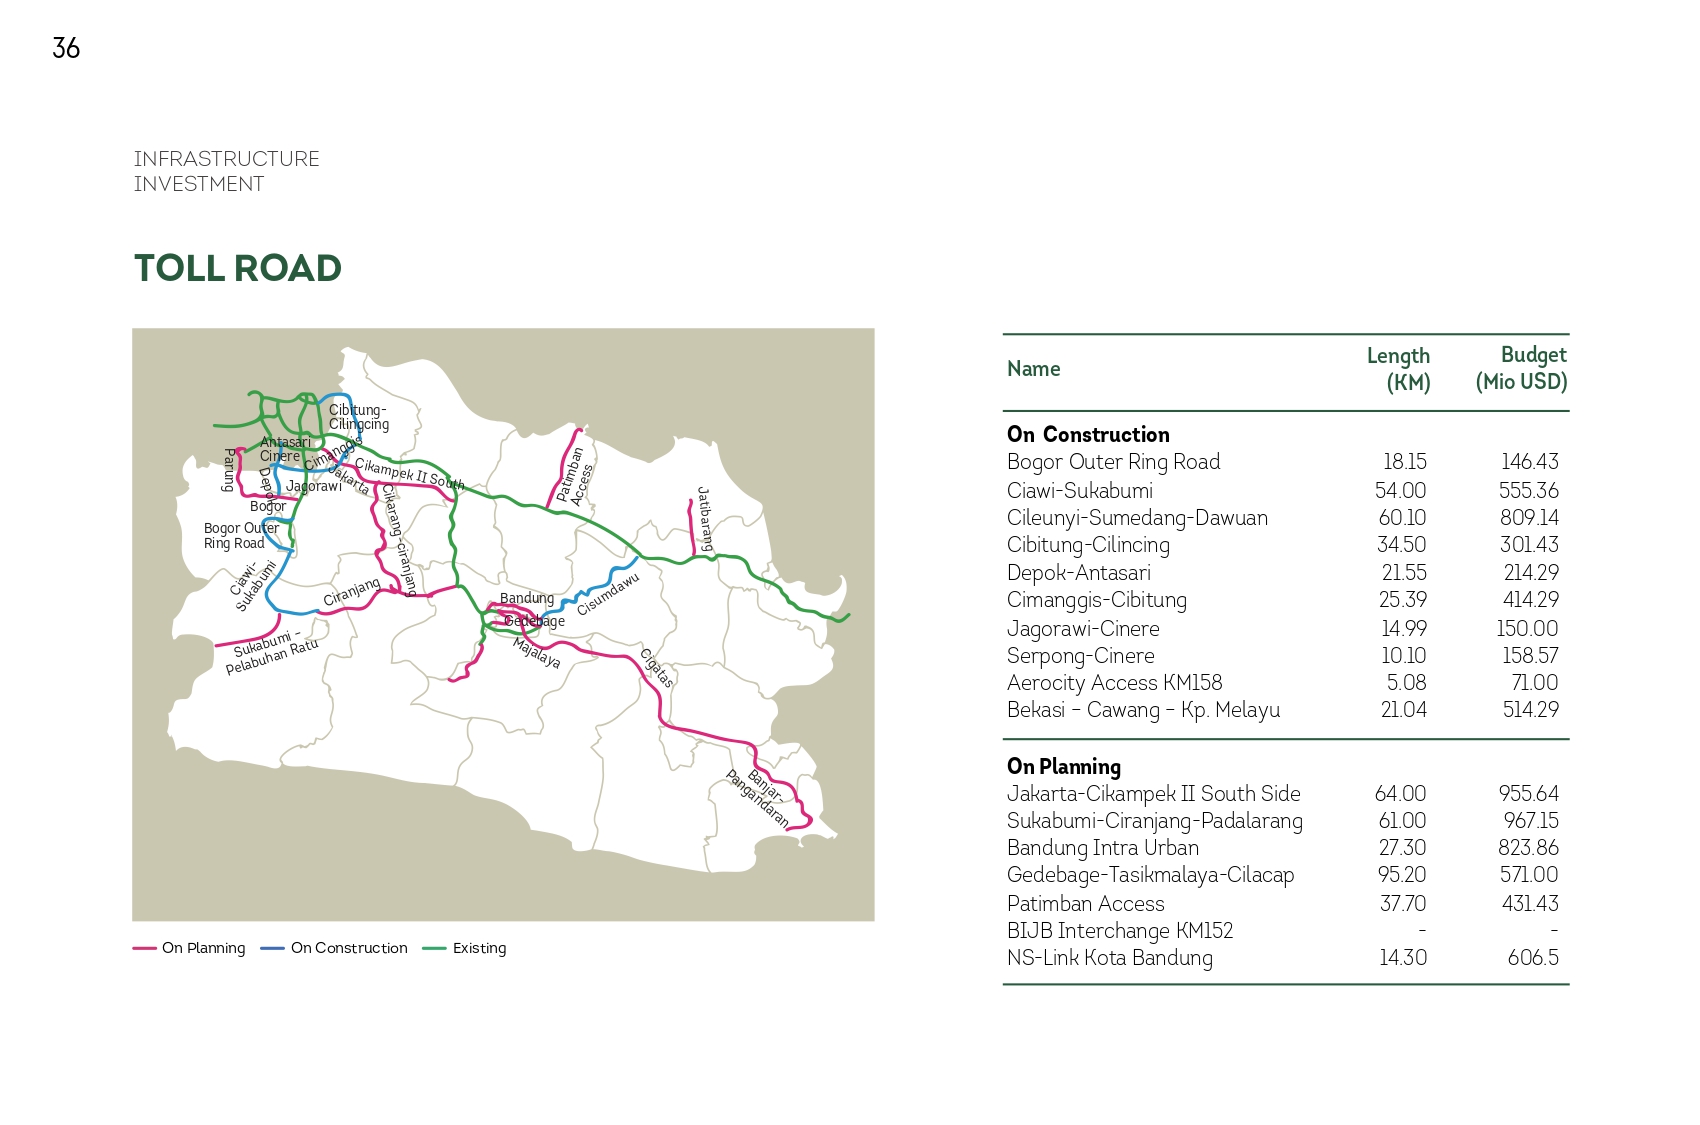 36
INFRASTRUCTURE
INVESTMENT
TOLL ROAD
Cibitung-
Cilingcing
Antasari
Cinere
Cimanggis
Jakarta
Cikampek II South
Parung
Depok
Jagorawi
Bogor
Bogor Outer
Ring Road
Ciawi-
Sukabumi
Cikarang-ciranjang
Ciranjang
Sukabumi –
Pelabuhan Ratu
Patimban
Access
Jatibarang
Bandung
Gedebage
Cisumdawu
Majalaya
Cigatas
Banjar-
Pangandaran
On Planning On Construction Existing
Name Length (KM) Budget (Mio USD)
On Construction
Bogor Outer Ring Road 18.15 146.43
Ciawi-Sukabumi 54.00 555.36
Cileunyi-Sumedang-Dawuan 60.10 809.14
Cibitung-Cilincing 34.50 301.43
Depok-Antasari 21.55 214.29
Cimanggis-Cibitung 25.39 414.29
Jagorawi-Cinere 14.99 150.00
Serpong-Cinere 10.10 158.57
Aerocity Access KM158 5.08 71.00
Bekasi – Cawang – Kp. Melayu 21.04 514.29
On Planning
Jakarta-Cikampek II South Side 64.00 955.64
Sukabumi-Ciranjang-Padalarang 61.00 967.15
Bandung Intra Urban 27.30 823.86
Gedebage-Tasikmalaya-Cilacap 95.20 571.00
Patimban Access 37.70 431.43
BIJB Interchange KM152 - -
NS-Link Kota Bandung 14.30 606.5